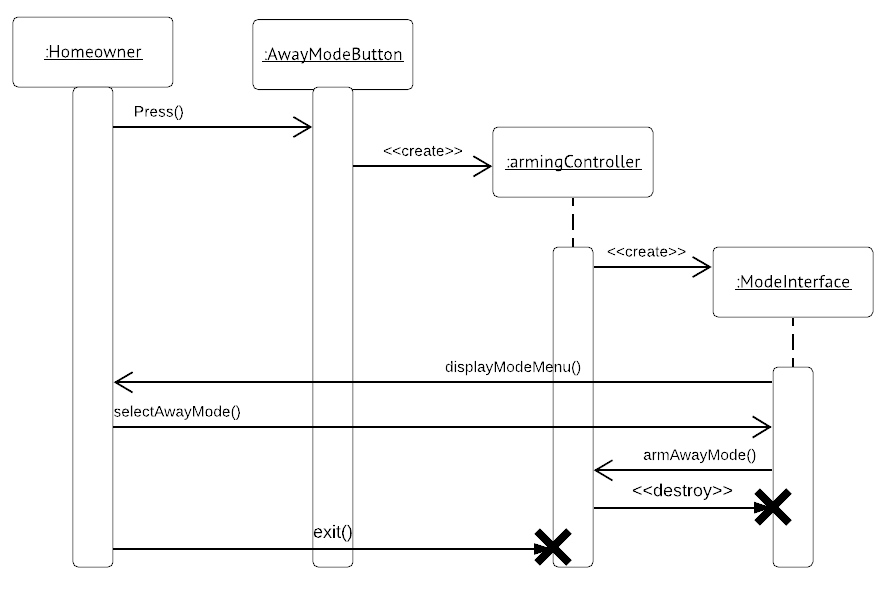 :Homeowner
:AwayModeButton
Press()
<<create>>
:armingController
<<create>>
:ModeInterface
displayModeMenu()
selectAwayMode()
armAwayMode()
<<destroy>>
exit()